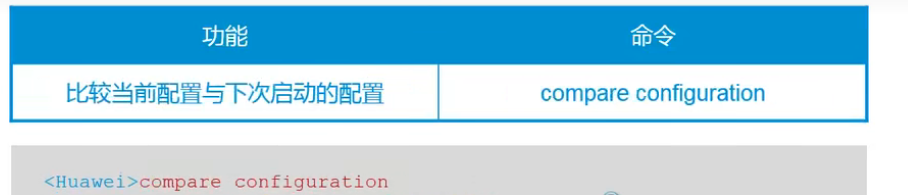 功能 命令
比较当前配置与下次启动的配置 compare configuration
<Huawei>compare configuration